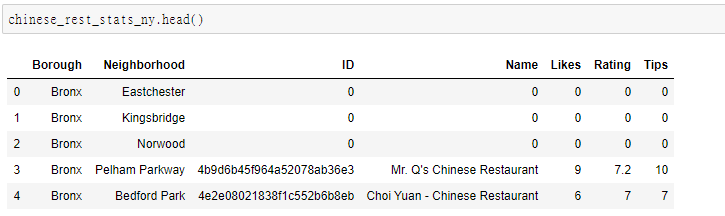 chinese_rest_stats_ny.head()
Borough Neighborhood ID Name Likes Rating Tips
0 Bronx Eastchester 0 0 0 0 0
1 Bronx Kingsbridge 0 0 0 0 0
2 Bronx Norwood 0 0 0 0 0
3 Bronx Pelham Parkway 4b9d6b45f964a52078ab36e3 Mr. Q's Chinese Restaurant 9 7.2 10
4 Bronx Bedford Park 4e2e08021838f1c552b6b8eb Choi Yuan - Chinese Restaurant 6 7 7